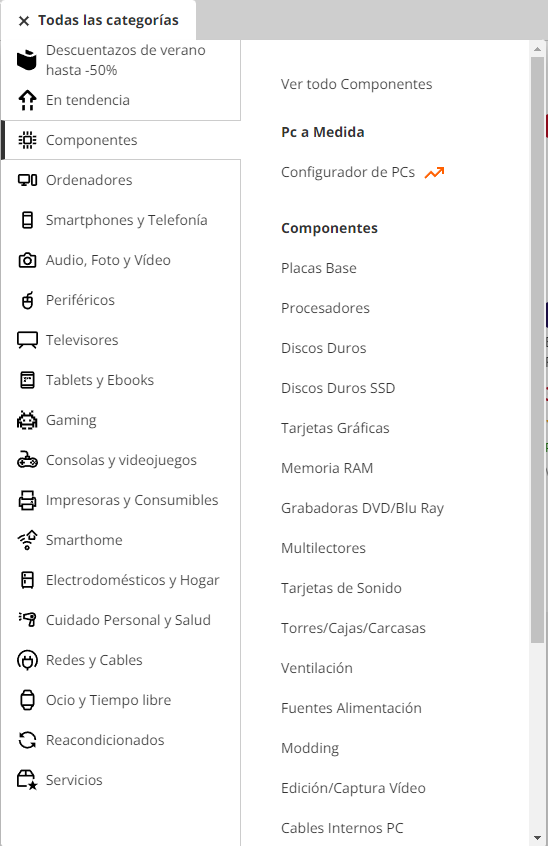 Todas las categorías
Descuentazos de verano
hasta -50%
En tendencia
Componentes
Ordenadores
Smartphones y Telefonía
Audio, Foto y Vídeo
Periféricos
Televisores
Tablets y Ebooks
Gaming
Consolas y videojuegos
Impresoras y Consumibles
Smarthome
Electrodomésticos y Hogar
Cuidado Personal y Salud
Redes y Cables
Ocio y Tiempo libre
Reacondicionados
Servicios
Ver todo Componentes
Pc a Medida
Configurador de PCs
Componentes
Placas Base
Procesadores
Discos Duros
Discos Duros SSD
Tarjetas Gráficas
Memoria RAM
Grabadoras DVD/Blu Ray
Multilectores
Tarjetas de Sonido
Torres/Cajas/Carcasas
Ventilación
Fuentes Alimentación
Modding
Edición/Captura Vídeo
Cables Internos PC